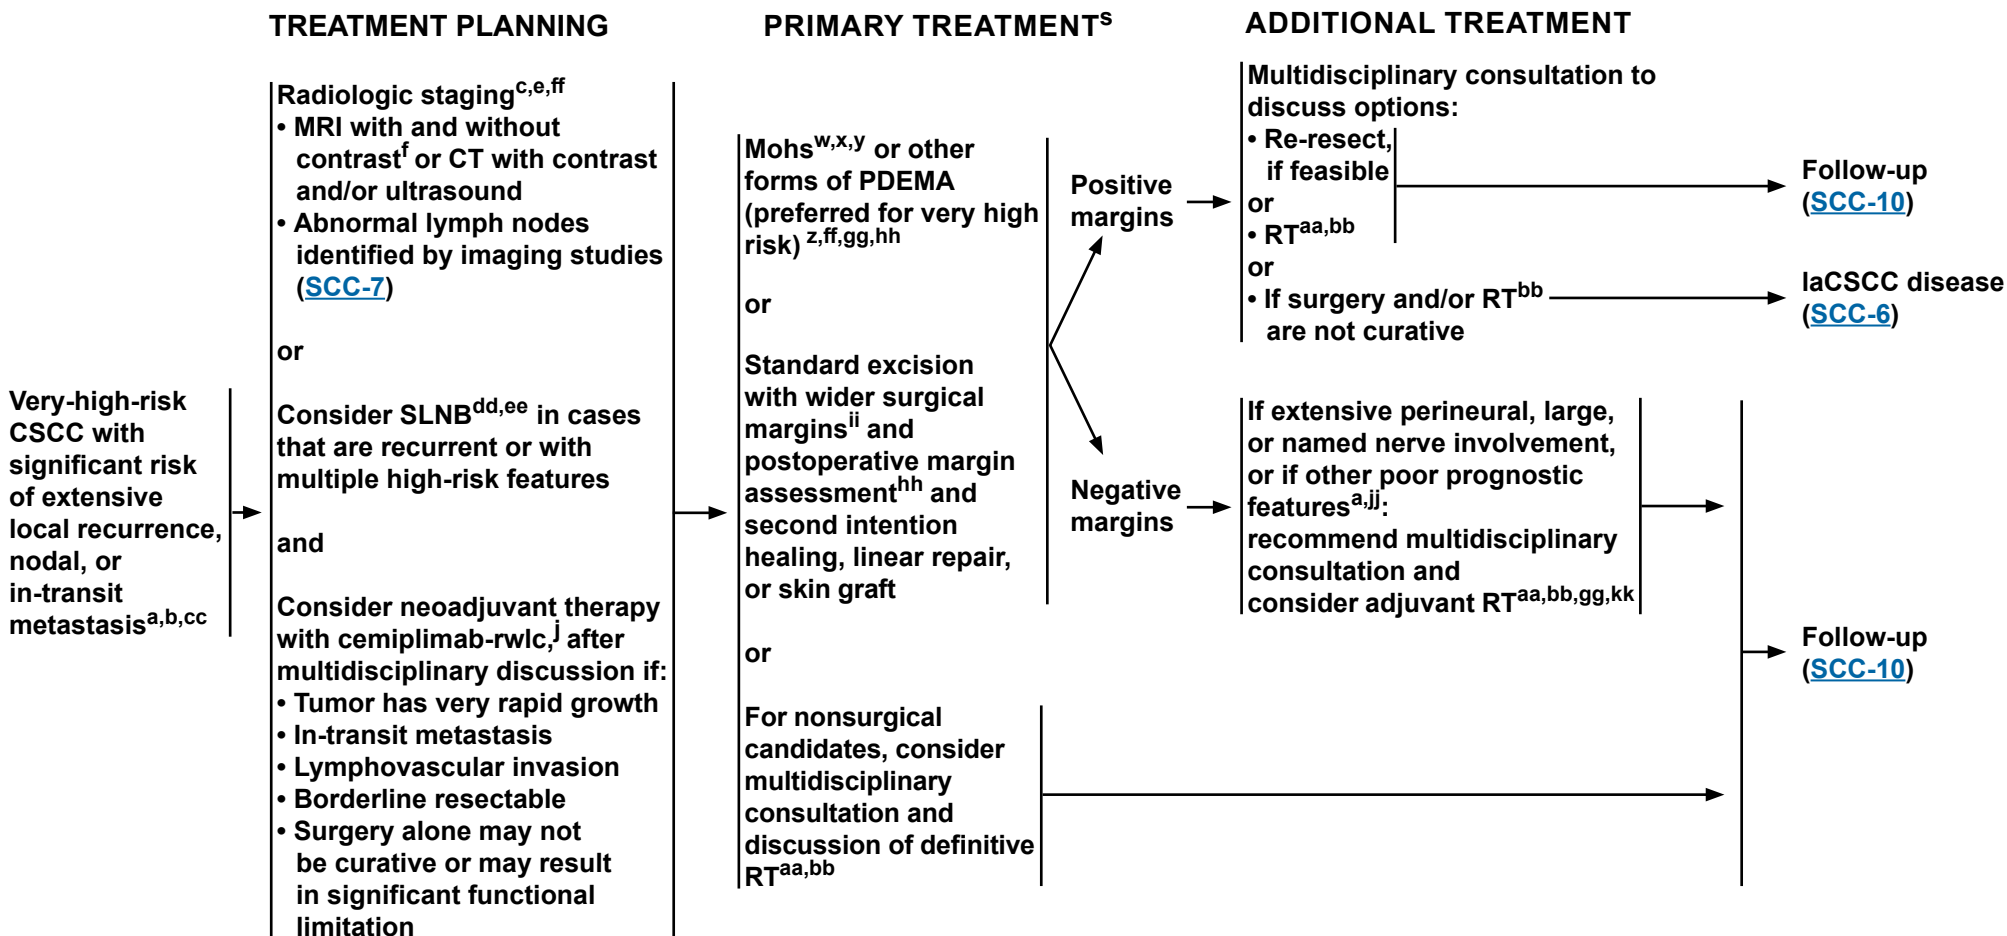 TREATMENT PLANNING
PRIMARY TREATMENTs
ADDITIONAL TREATMENT
Very-high-risk
CSCC with
significant risk
of extensive
local recurrence,
nodal, or
in-transit
metastasisa,b,cc
Radiologic stagingc,e,ff
• MRI with and without
contrastf or CT with contrast
and/or ultrasound
• Abnormal lymph nodes
identified by imaging studies
(SCC-7)
or
Consider SLNBdd,ee in cases
that are recurrent or with
multiple high-risk features
and
Consider neoadjuvant therapy
with cemiplimab-rwlc,j after
multidisciplinary discussion if:
• Tumor has very rapid growth
• In-transit metastasis
• Lymphovascular invasion
• Borderline resectable
• Surgery alone may not
be curative or may result
in significant functional
limitation
Mohsw,x,y or other
forms of PDEMA
(preferred for very high
risk) z,ff,gg,hh
or
Standard excision
with wider surgical
marginsii and
postoperative margin
assessmenthh and
second intention
healing, linear repair,
or skin graft
or
For nonsurgical
candidates, consider
multidisciplinary
consultation and
discussion of definitive
RTaa,bb
Positive
margins
Negative
margins
Multidisciplinary consultation to
discuss options:
• Re-resect,
if feasible
or
• RTaa,bb
or
• If surgery and/or RTbb
are not curative
Follow-up
(SCC-10)
laCSCC disease
(SCC-6)
If extensive perineural, large,
or named nerve involvement,
or if other poor prognostic
featuresa,jj:
recommend multidisciplinary
consultation and
consider adjuvant RTaa,bb,gg,kk
Follow-up
(SCC-10)